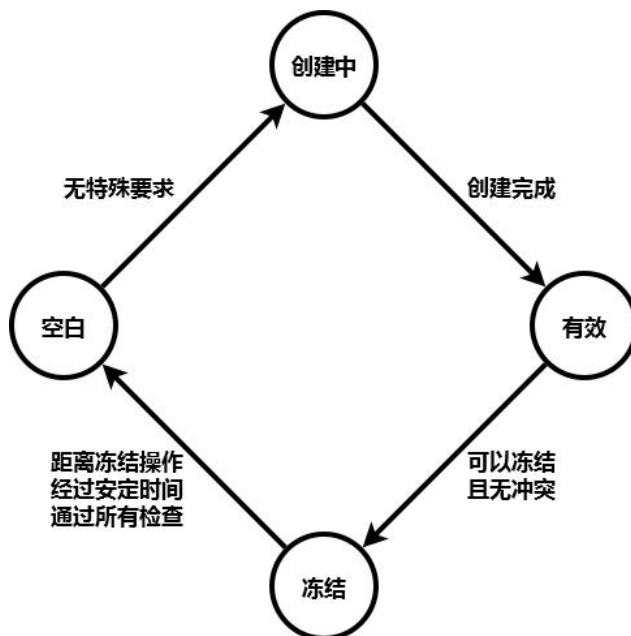 创建中
无特殊要求
创建完成
空白
有效
距离冻结操作
经过安定时间
通过所有检查
可以冻结
且无冲突
冻结